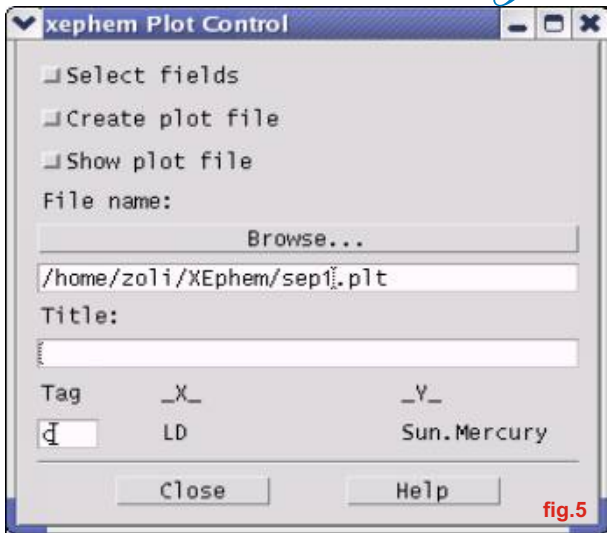 xephem Plot Control
Select fields
Create plot file
Show plot file
File name:
Browse...
/home/zoli/XEphem/sep1.plt
Title:
Tag _X_ _Y_
LD Sun.Mercury
Close Help
fig.5